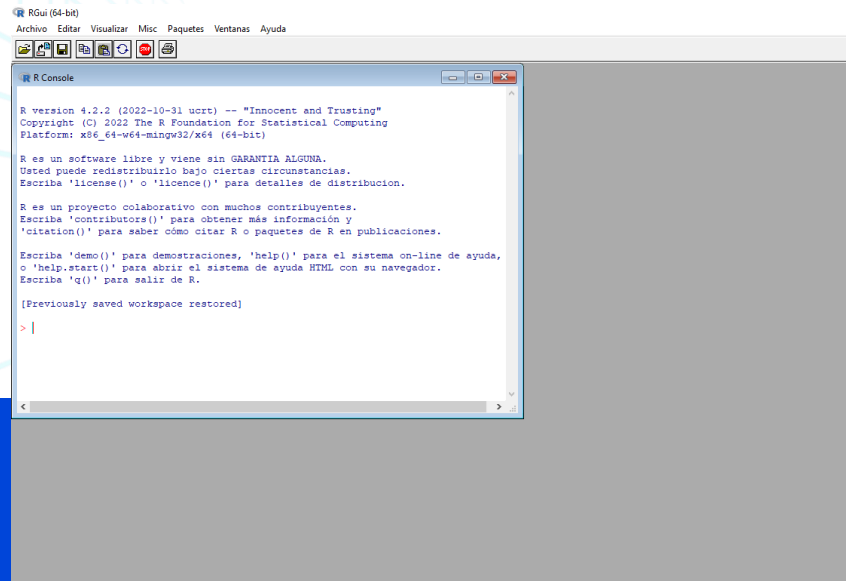 RGui (64-bit)
Archivo Editar Visualizar Misc Paquetes Ventanas Ayuda
STOP
R Console
R version 4.2.2 (2022-10-31 ucrt) -- "Innocent and Trusting"
Copyright (C) 2022 The R Foundation for Statistical Computing
Platform: x86_64-w64-mingw32/x64 (64-bit)
R es un software libre y viene sin GARANTIA ALGUNA.
Usted puede redistribuirlo bajo ciertas circunstancias.
Escriba 'license()' o 'licence()' para detalles de distribucion.
R es un proyecto colaborativo con muchos contribuyentes.
Escriba 'contributors()' para obtener más información y
'citation()' para saber cómo citar R o paquetes de R en publicaciones.
Escriba 'demo()' para demostraciones, 'help()' para el sistema on-line de ayuda,
o 'help.start()' para abrir el sistema de ayuda HTML con su navegador.
Escriba 'q()' para salir de R.
[Previously saved workspace restored]
>